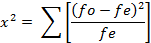 x² = ∑[(fo − fe)²/fe]